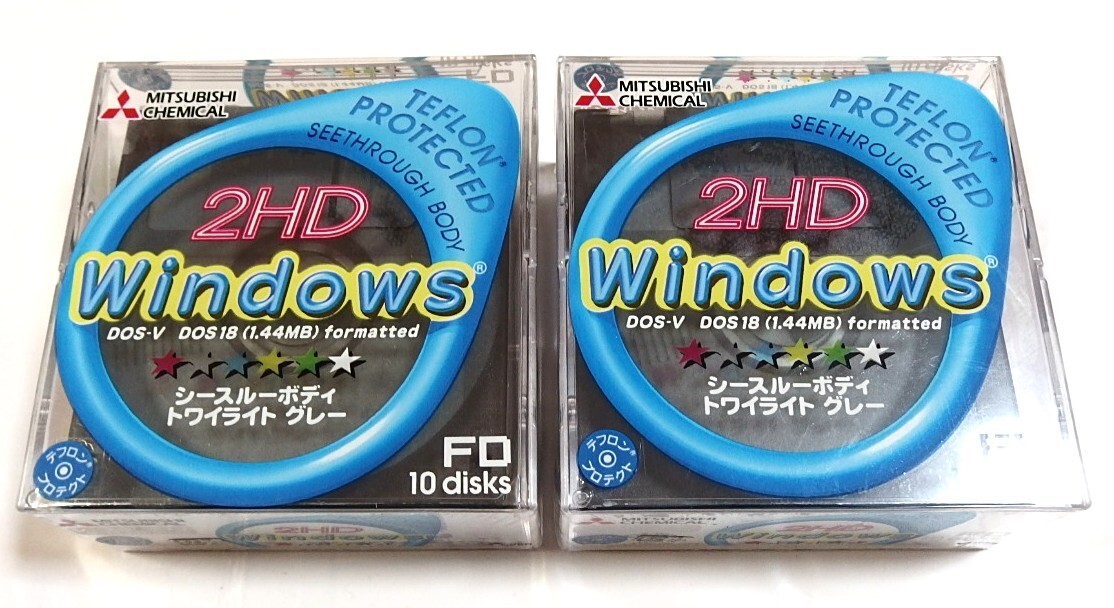 MITSUBISHI
CHEMICAL
TEFLON®
PROTECTED
SEETHROUGH BODY
2HD
Windows®
DOS-V DOS18 (1.44MB) formatted
シースルーボディ
トワイライト グレー
テフロン®
プロテクト
FD
10 disks
MITSUBISHI
CHEMICAL
TEFLON®
PROTECTED
SEETHROUGH BODY
2HD
Windows®
DOS-V DOS18 (1.44MB) formatted
シースルーボディ
トワイライト グレー
テフロン®
プロテクト
2HD
Windows
MITSUBISHI
CHEMICAL